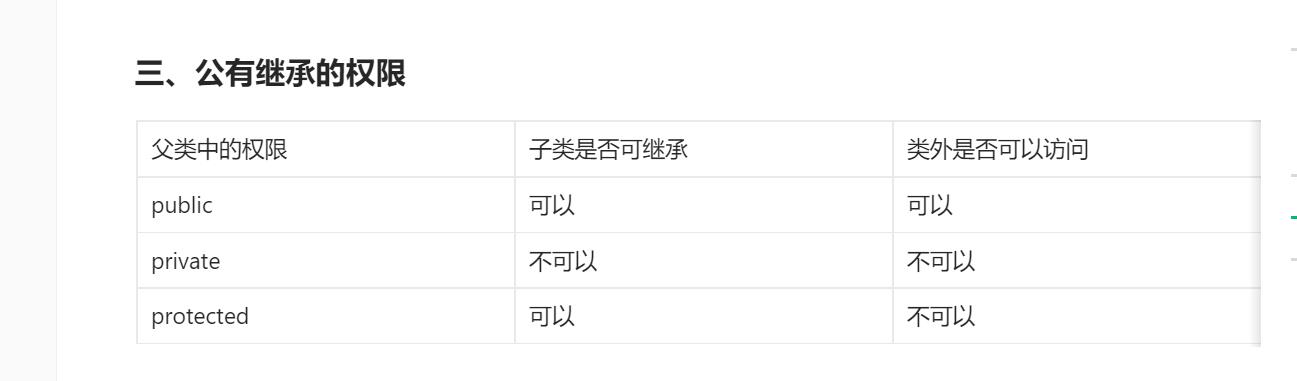 三、公有继承的权限
父类中的权限 子类是否可继承 类外是否可以访问
public 可以 可以
private 不可以 不可以
protected 可以 不可以